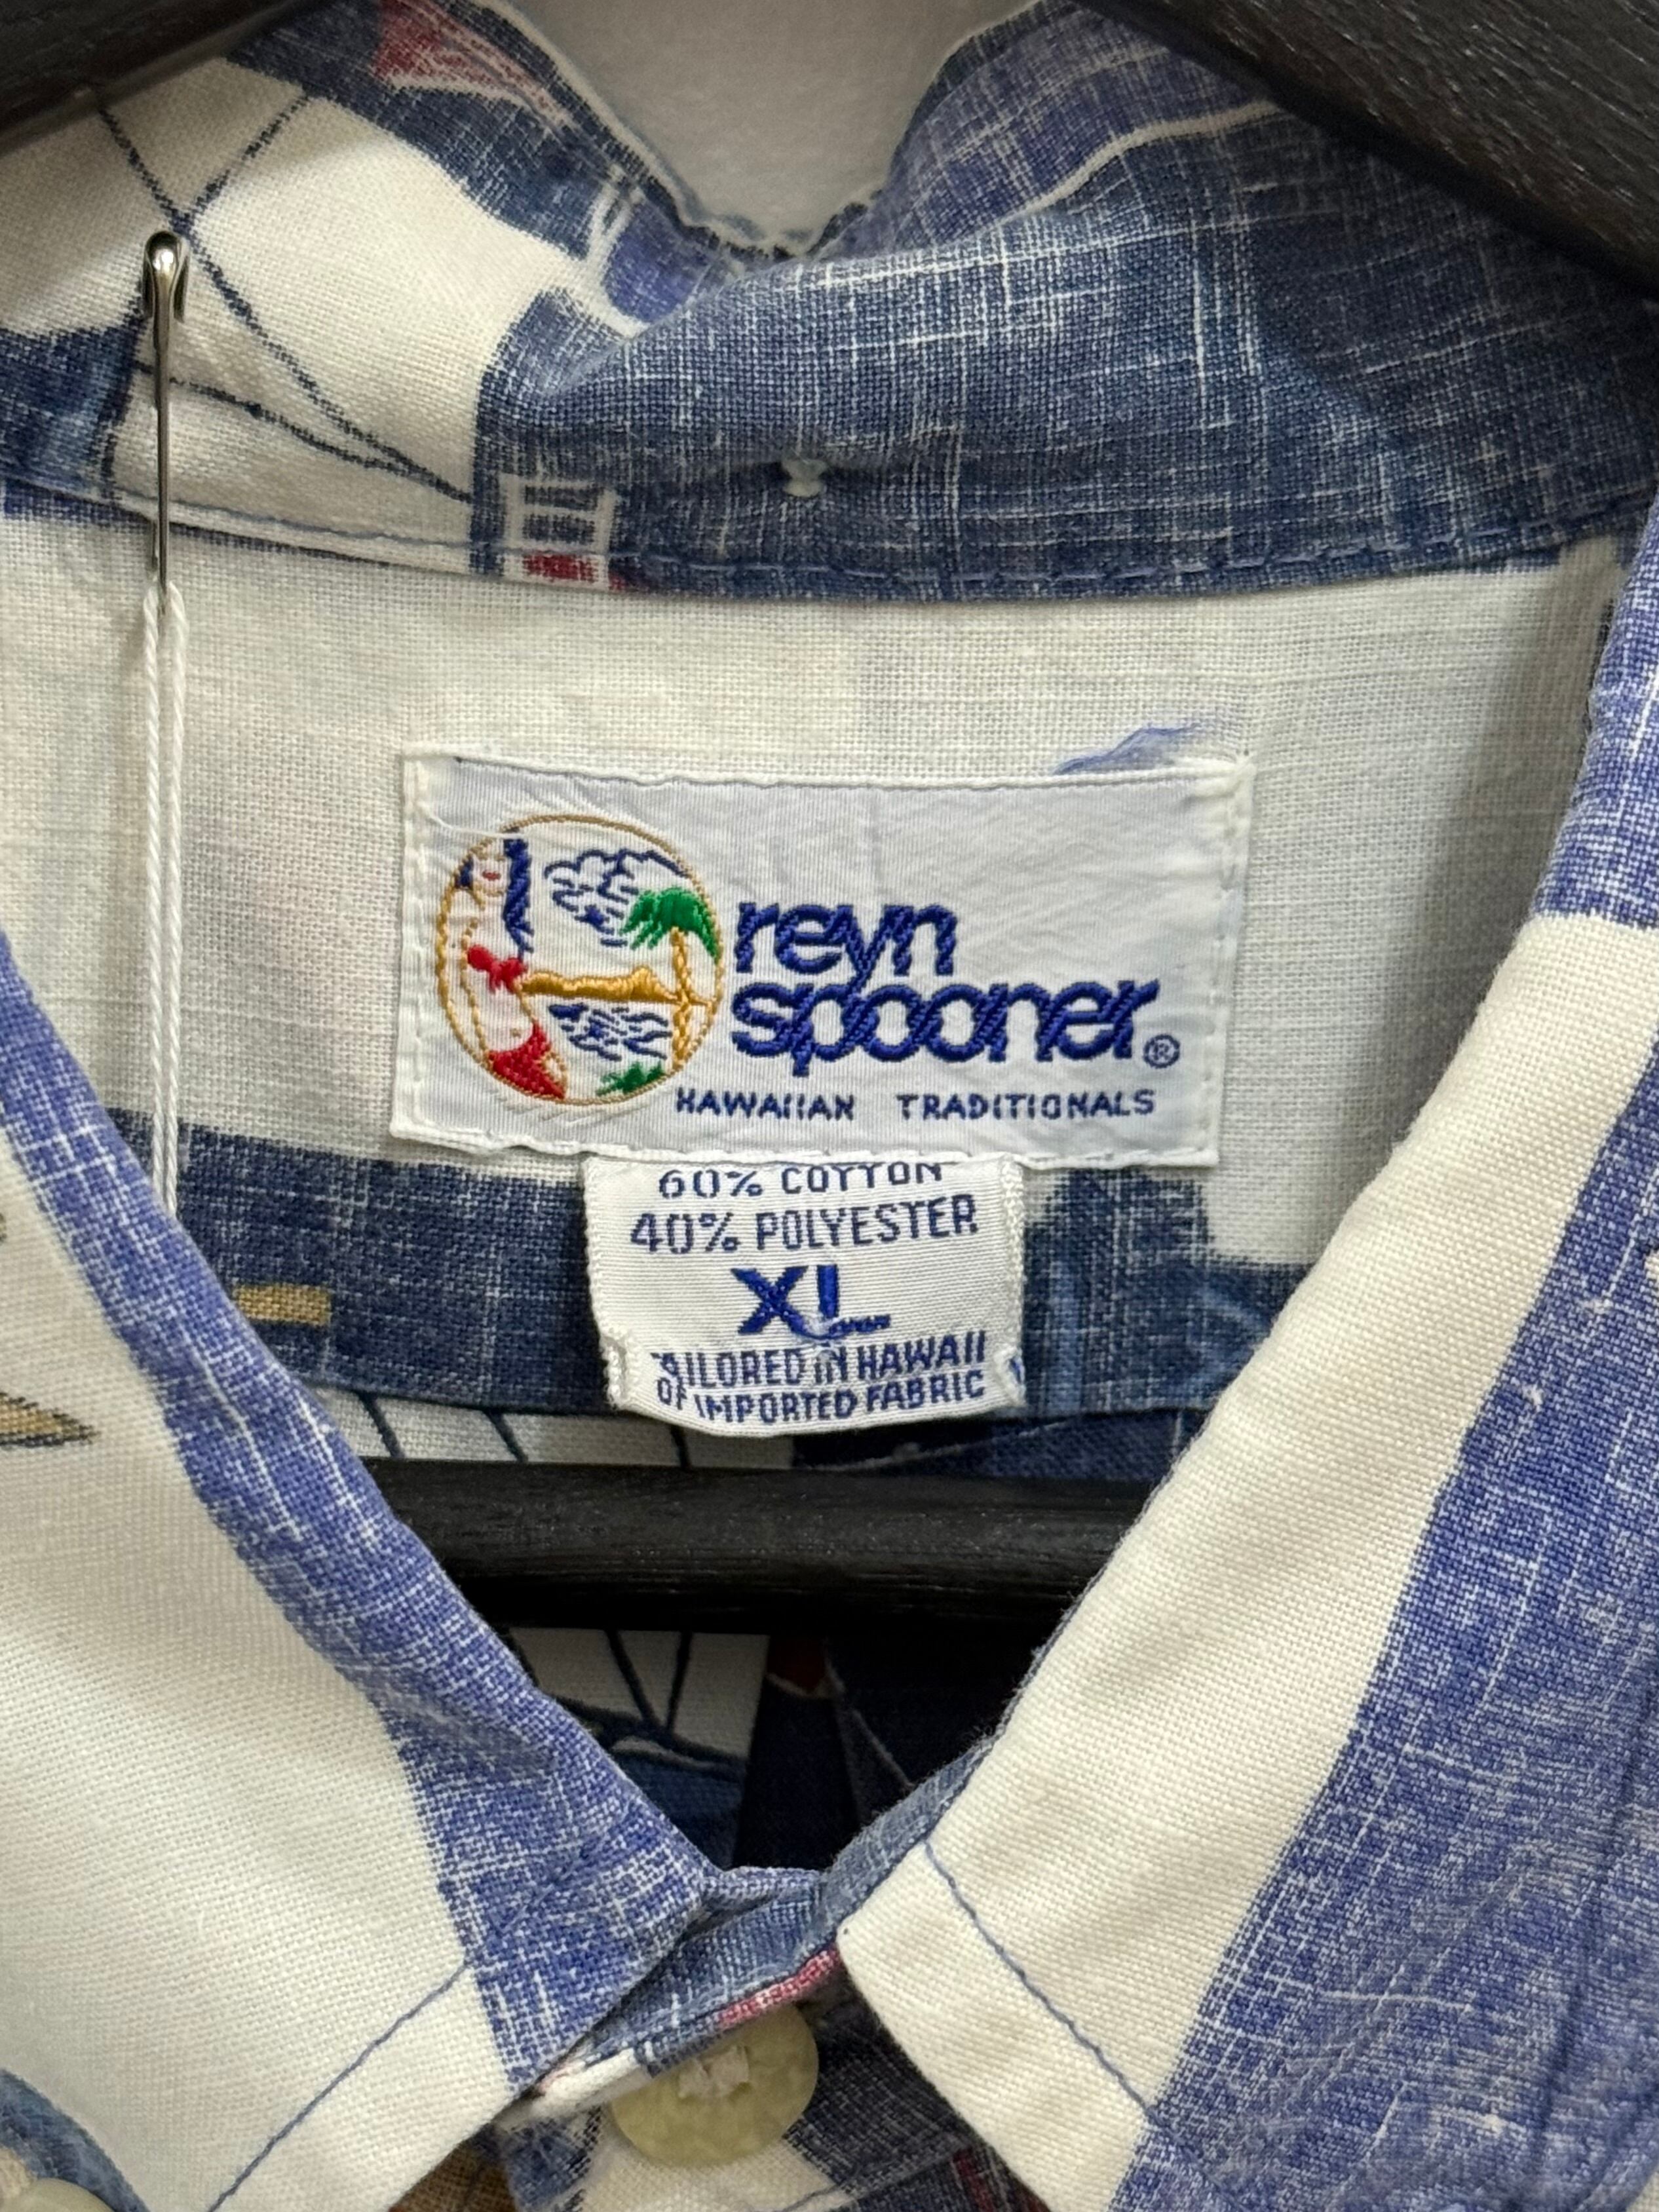 reyn
spooner®
HAWAIIAN TRADITIONALS
60% COTTON
40% POLYESTER
XL
TAILORED IN HAWAII
OF IMPORTED FABRIC